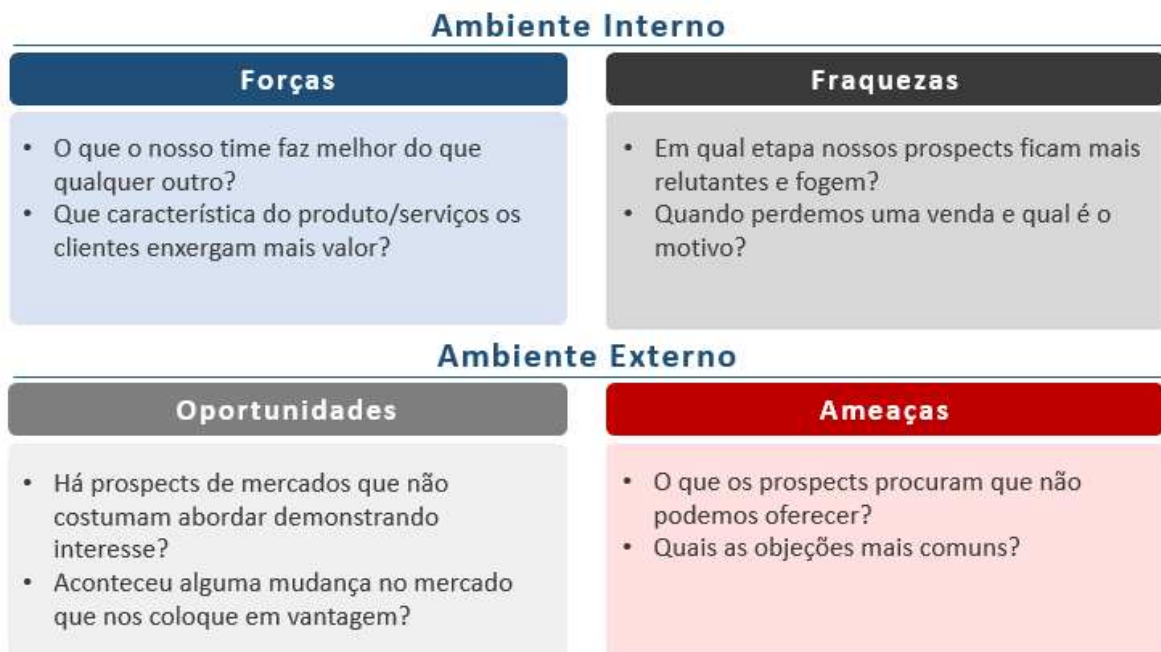 Ambiente Interno
Forças
• O que o nosso time faz melhor do que
qualquer outro?
• Que característica do produto/serviços os
clientes enxergam mais valor?
Fraquezas
• Em qual etapa nossos prospects ficam mais
relutantes e fogem?
• Quando perdemos uma venda e qual é o
motivo?
Ambiente Externo
Oportunidades
• Há prospects de mercados que não
costumam abordar demonstrando
interesse?
• Aconteceu alguma mudança no mercado
que nos coloque em vantagem?
Ameaças
• O que os prospects procuram que não
podemos oferecer?
• Quais as objeções mais comuns?